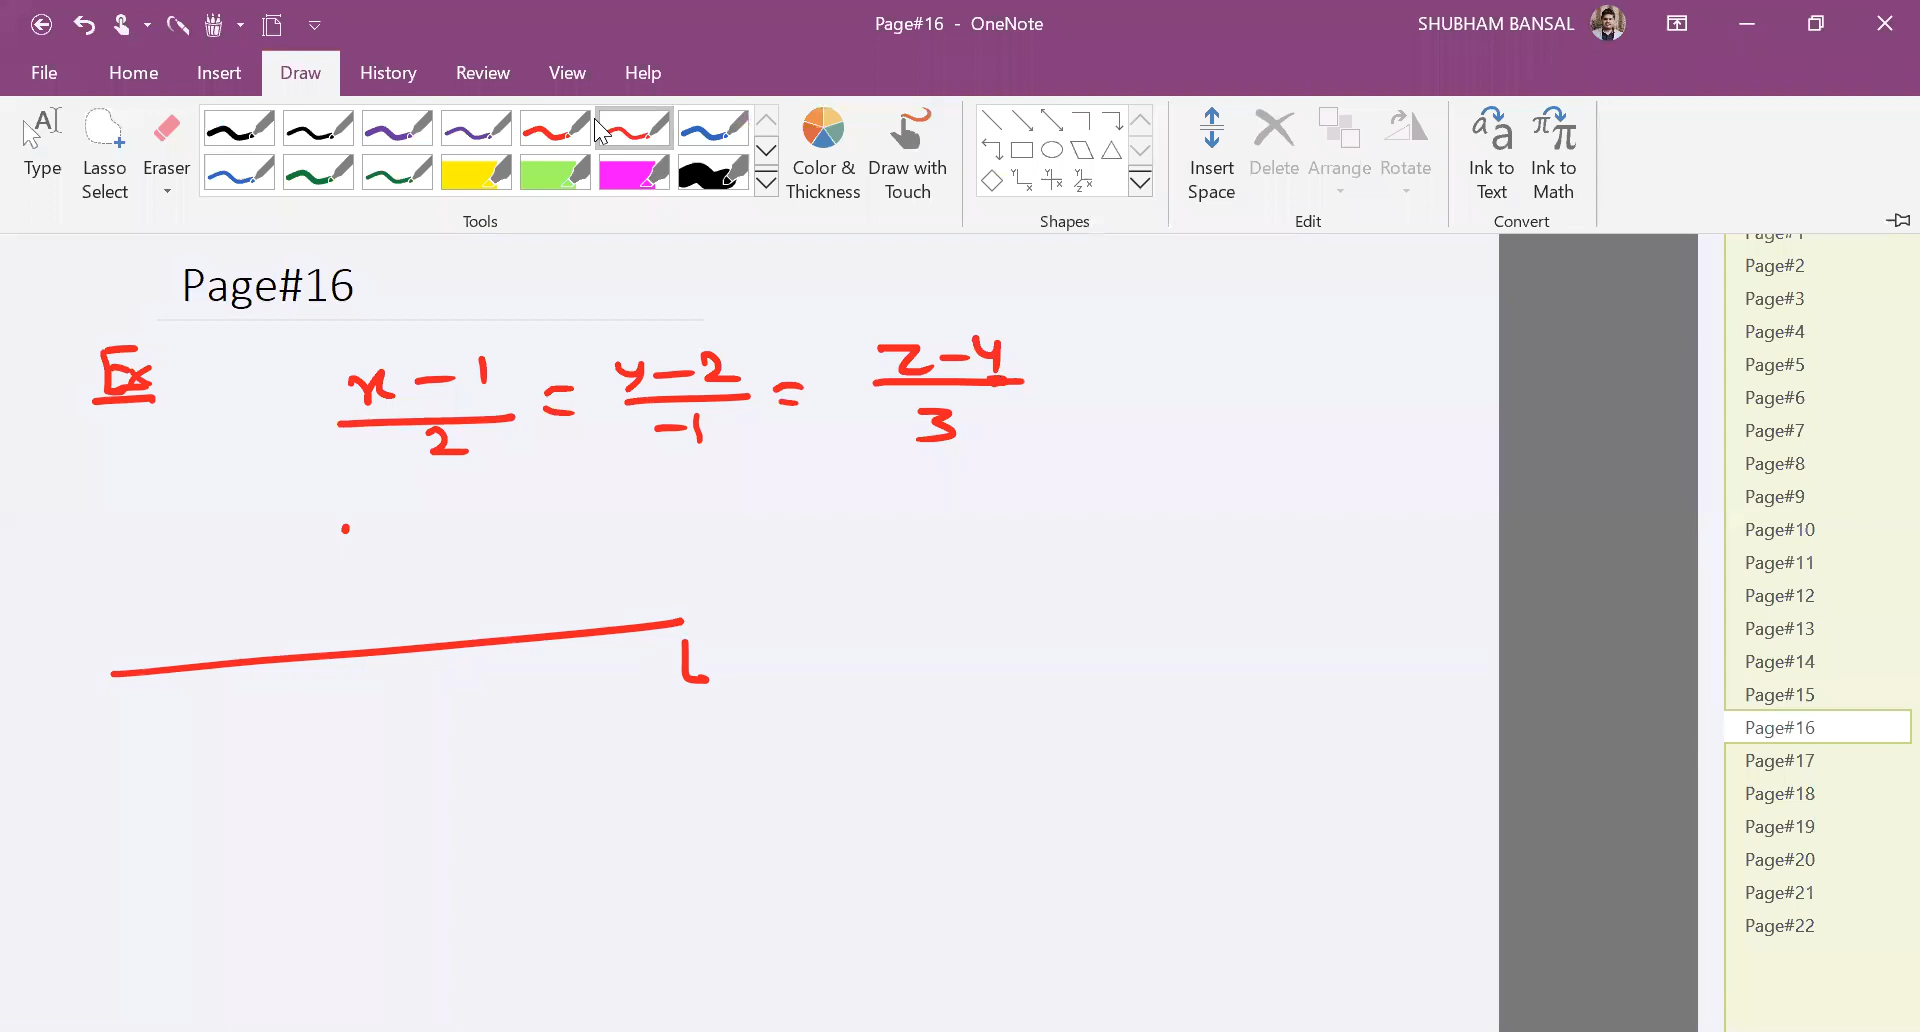 Page#16 - OneNote
SHUBHAM BANSAL
File Home Insert Draw History Review View Help
Type
Lasso Select
Eraser
Color & Thickness
Draw with Touch
Insert Space
Delete
Arrange
Rotate
Ink to Text
Ink to Math
Tools
Shapes
Edit
Convert
Page#16
Ex
x-1/2 = y-2/-1 = z-4/3
L
Page#1
Page#2
Page#3
Page#4
Page#5
Page#6
Page#7
Page#8
Page#9
Page#10
Page#11
Page#12
Page#13
Page#14
Page#15
Page#16
Page#17
Page#18
Page#19
Page#20
Page#21
Page#22